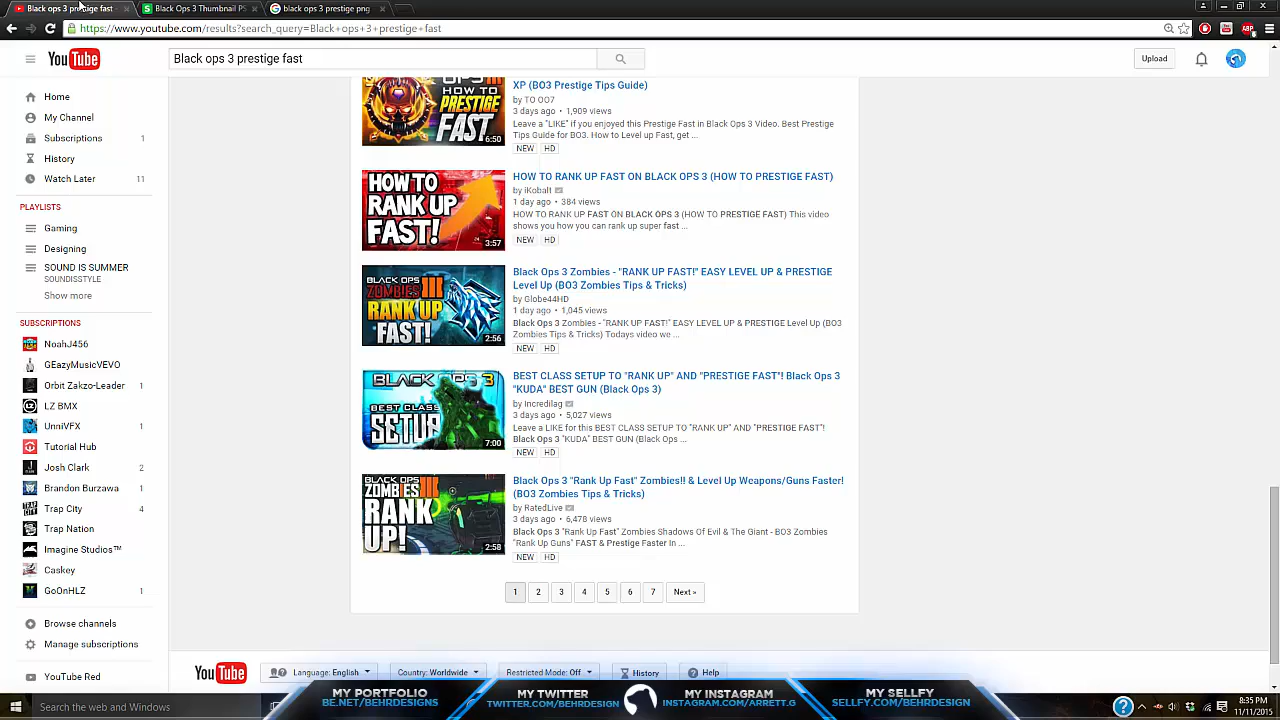 Black ops 3 prestige fast
Black Ops 3 Thumbnail PS
black ops 3 prestige png
https://www.youtube.com/results?search_query=Black+ops+3+prestige+fast
YouTube
Black ops 3 prestige fast
Upload
Home
My Channel
Subscriptions 1
History
Watch Later 11
PLAYLISTS
Gaming
Designing
SOUND IS SUMMER
SOUNDISSTYLE
Show more
SUBSCRIPTIONS
NoahJ456
GEazyMusicVEVO
Orbit Zakzo-Leader 1
LZ BMX
UnniVFX 1
Tutorial Hub
Josh Clark 2
Brandon Burzawa 1
Trap City 4
Trap Nation
Imagine Studios™
Caskey
GoOnHLZ 1
Browse channels
Manage subscriptions
YouTube Red
HOW TO
PRESTIGE
FAST
6:50
XP (BO3 Prestige Tips Guide)
by TO OO7
3 days ago • 1,909 views
Leave a "LIKE" if you enjoyed this Prestige Fast in Black Ops 3 Video. Best Prestige
Tips Guide for BO3. How to Level up Fast, get ...
NEW HD
HOW TO
RANK UP
FAST!
3:57
HOW TO RANK UP FAST ON BLACK OPS 3 (HOW TO PRESTIGE FAST)
by iKobalt
1 day ago • 384 views
HOW TO RANK UP FAST ON BLACK OPS 3 (HOW TO PRESTIGE FAST) This video
shows you how you can rank up super fast ...
NEW HD
BLACK OPS
ZOMBIES III
RANK UP
FAST!
2:56
Black Ops 3 Zombies - "RANK UP FAST!" EASY LEVEL UP & PRESTIGE
Level Up (BO3 Zombies Tips & Tricks)
by Globe44HD
1 day ago • 1,045 views
Black Ops 3 Zombies - "RANK UP FAST!" EASY LEVEL UP & PRESTIGE Level Up (BO3
Zombies Tips & Tricks) Todays video we ...
NEW HD
BLACK OPS 3
BEST CLASS
SETUP
7:00
BEST CLASS SETUP TO "RANK UP" AND "PRESTIGE FAST"! Black Ops 3
"KUDA" BEST GUN (Black Ops 3)
by Incredilag
3 days ago • 5,027 views
Leave a LIKE for this BEST CLASS SETUP TO "RANK UP" AND "PRESTIGE FAST"!
Black Ops 3 "KUDA" BEST GUN (Black Ops ...
NEW HD
BLACK OPS
ZOMBIES III
RANK
UP!
2:58
Black Ops 3 "Rank Up Fast" Zombies!! & Level Up Weapons/Guns Faster!
(BO3 Zombies Tips & Tricks)
by RatedLive
3 days ago • 6,478 views
Black Ops 3 "Rank Up Fast" Zombies Shadows Of Evil & The Giant - BO3 Zombies
"Rank Up Guns" FAST & Prestige Faster In ...
NEW HD
1 2 3 4 5 6 7 Next »
YouTube
Language: English
Country: Worldwide
Restricted Mode: Off
History
Help
Search the web and Windows
MY PORTFOLIO
BE.NET/BEHRDESIGNS
MY TWITTER
TWITTER.COM/BEHRDESIGN
MY INSTAGRAM
INSTAGRAM.COM/ARRETT.G
MY SELLFY
SELLFY.COM/BEHRDESIGNS
8:35 PM
11/11/2015